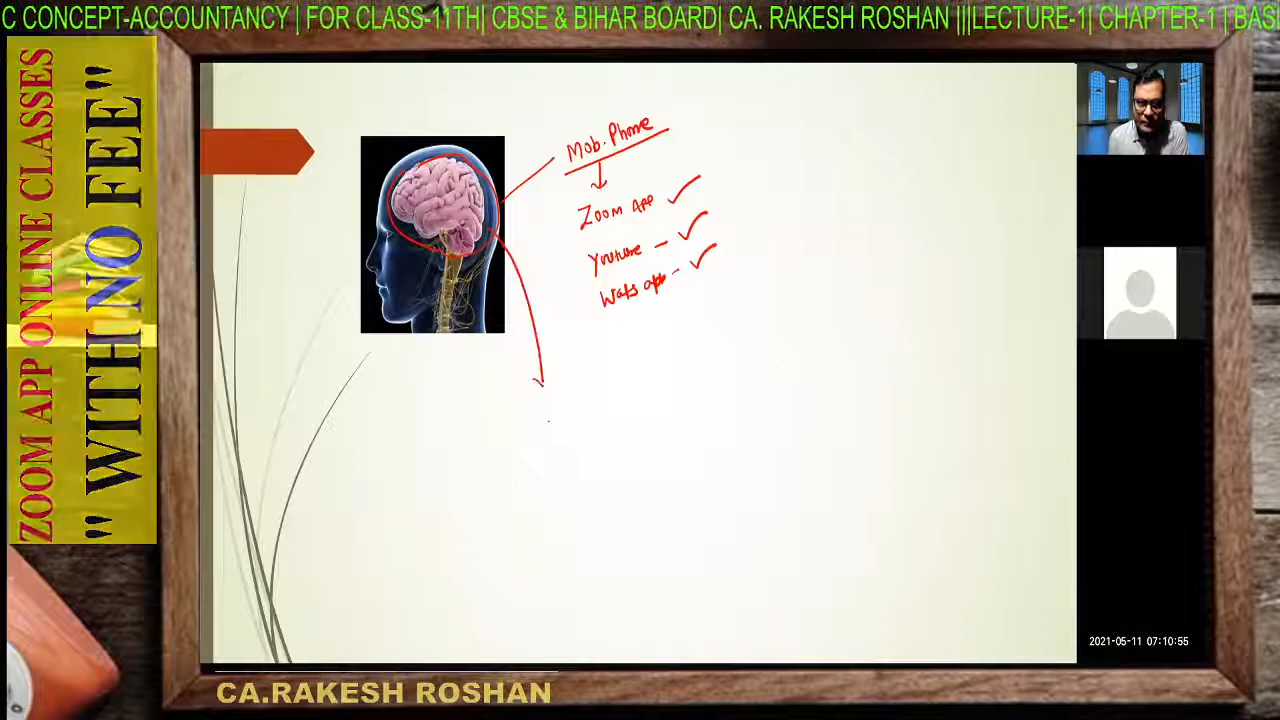 C CONCEPT-ACCOUNTANCY | FOR CLASS-11TH| CBSE & BIHAR BOARD| CA. RAKESH ROSHAN |||LECTURE-1| CHAPTER-1 | BASI
ZOOM APP ONLINE CLASSES
" WITH NO FEE"
Mob. Phone
Zoom App
Youtube -
Wats app -
2021-05-11 07:10:55
CA.RAKESH ROSHAN